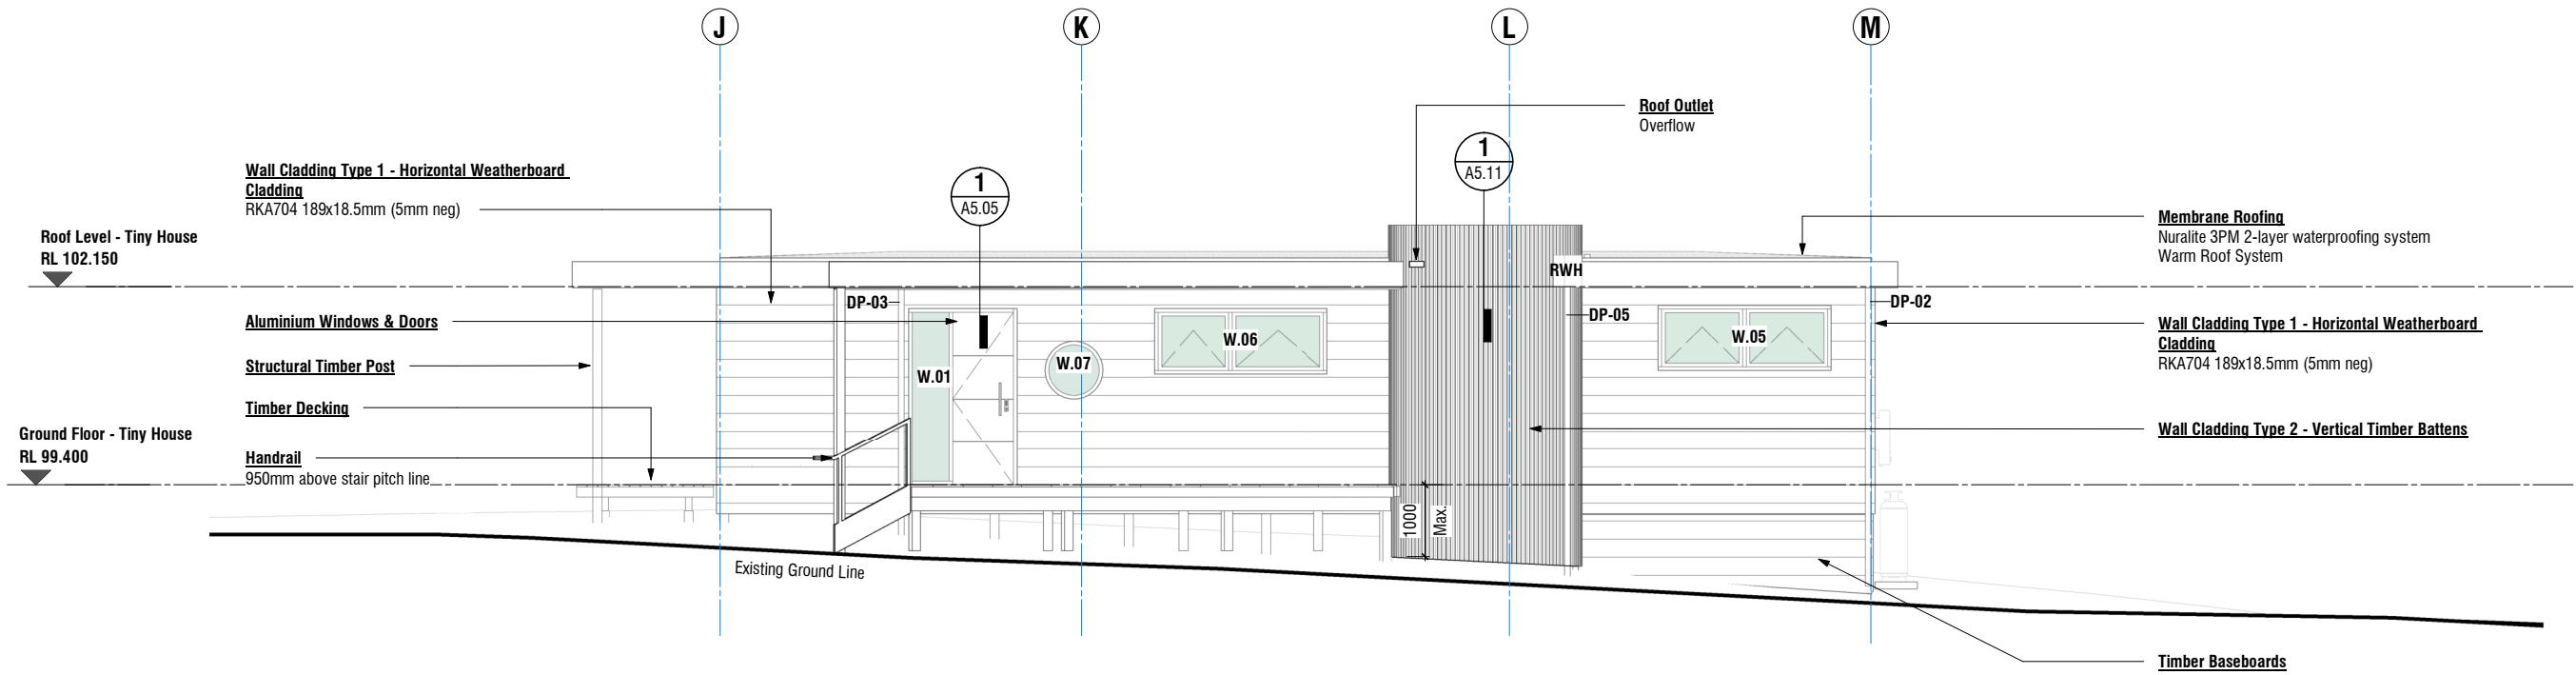 J
K
L
M
Roof Outlet
Overflow
1
A5.11
Wall Cladding Type 1 - Horizontal Weatherboard
Cladding
RKA704 189x18.5mm (5mm neg)
1
A5.05
Membrane Roofing
Nuralite 3PM 2-layer waterproofing system
Warm Roof System
Roof Level - Tiny House
RL 102.150
RWH
DP-03
DP-05
DP-02
Aluminium Windows & Doors
Wall Cladding Type 1 - Horizontal Weatherboard
Cladding
RKA704 189x18.5mm (5mm neg)
W.01
W.07
W.06
W.05
Structural Timber Post
Timber Decking
Ground Floor - Tiny House
RL 99.400
Wall Cladding Type 2 - Vertical Timber Battens
Handrail
950mm above stair pitch line
1000
Max.
Existing Ground Line
Timber Baseboards